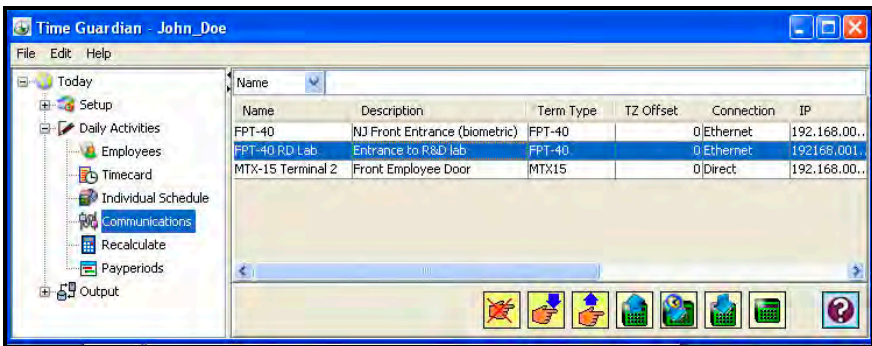 Time Guardian - John_Doe
File Edit Help
Today
Setup
Daily Activities
Employees
Timecard
Individual Schedule
Communications
Recalculate
Payperiods
Output
Name
Name Description Term Type TZ Offset Connection IP
FPT-40 NJ Front Entrance (biometric) FPT-40 0 Ethernet 192.168.00..
FPT-40 RD Lab Entrance to R&D lab FPT-40 0 Ethernet 192168.001..
MTX-15 Terminal 2 Front Employee Door MTX15 0 Direct 192.168.00..